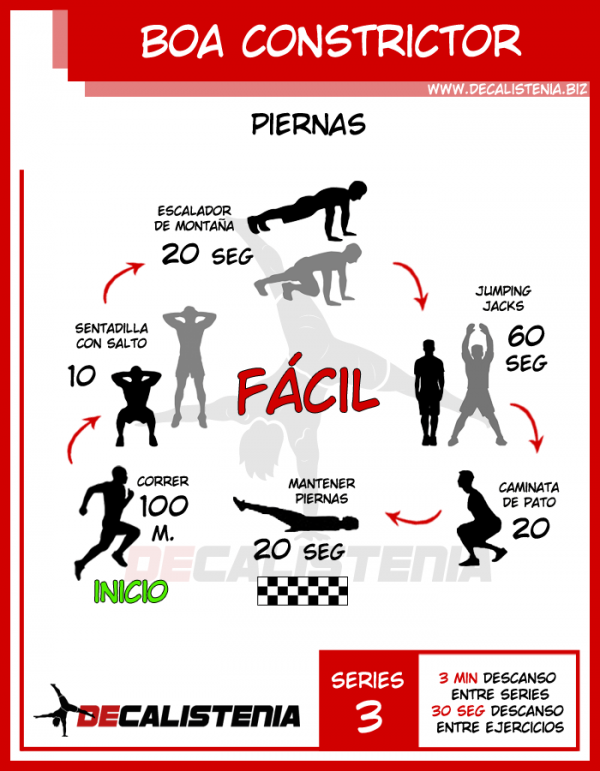 BOA CONSTRICTOR
WWW.DECALISTENIA.BIZ
PIERNAS
ESCALADOR
DE MONTAÑA
20 SEG
JUMPING
JACKS
60
SEG
SENTADILLA
CON SALTO
10
FÁCIL
CORRER
100
M.
INICIO
MANTENER
PIERNAS
20 SEG
CAMINATA
DE PATO
20
DECALISTENIA
DECALISTENIA
SERIES
3
3 MIN DESCANSO
ENTRE SERIES
30 SEG DESCANSO
ENTRE EJERCICIOS